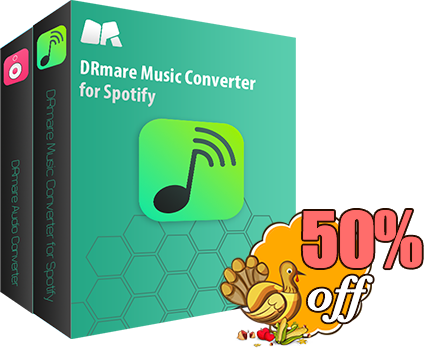 DRmare Music Converter
for Spotify
DRmare Music Converter for Spotify
DRmare Audio Converter
50%
off